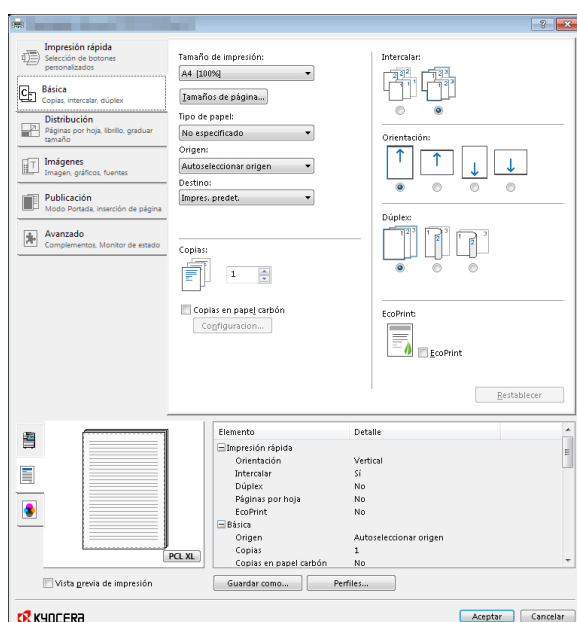 Impresión rápida
Selección de botones
personalizados
Básica
Copias, intercalar, dúplex
Distribución
Páginas por hoja, librillo, graduar
tamaño
Imágenes
Imagen, gráficos, fuentes
Publicación
Modo Portada, inserción de página
Avanzado
Complementos, Monitor de estado
Tamaño de impresión:
A4 [100%]
Tamaños de página...
Tipo de papel:
No especificado
Origen:
Autoseleccionar origen
Destino:
Impres. predet.
Copias:
1
Copias en papel carbón
Configuracion...
Intercalar:
Orientación:
Dúplex:
EcoPrint:
EcoPrint
Restablecer
PCL XL
Vista previa de impresión
Elemento Detalle
Impresión rápida
Orientación Vertical
Intercalar Sí
Dúplex No
Páginas por hoja No
EcoPrint No
Básica
Origen Autoseleccionar origen
Copias 1
Copias en papel carbón No
Guardar como... Perfiles...
KYOCERA
Aceptar Cancelar